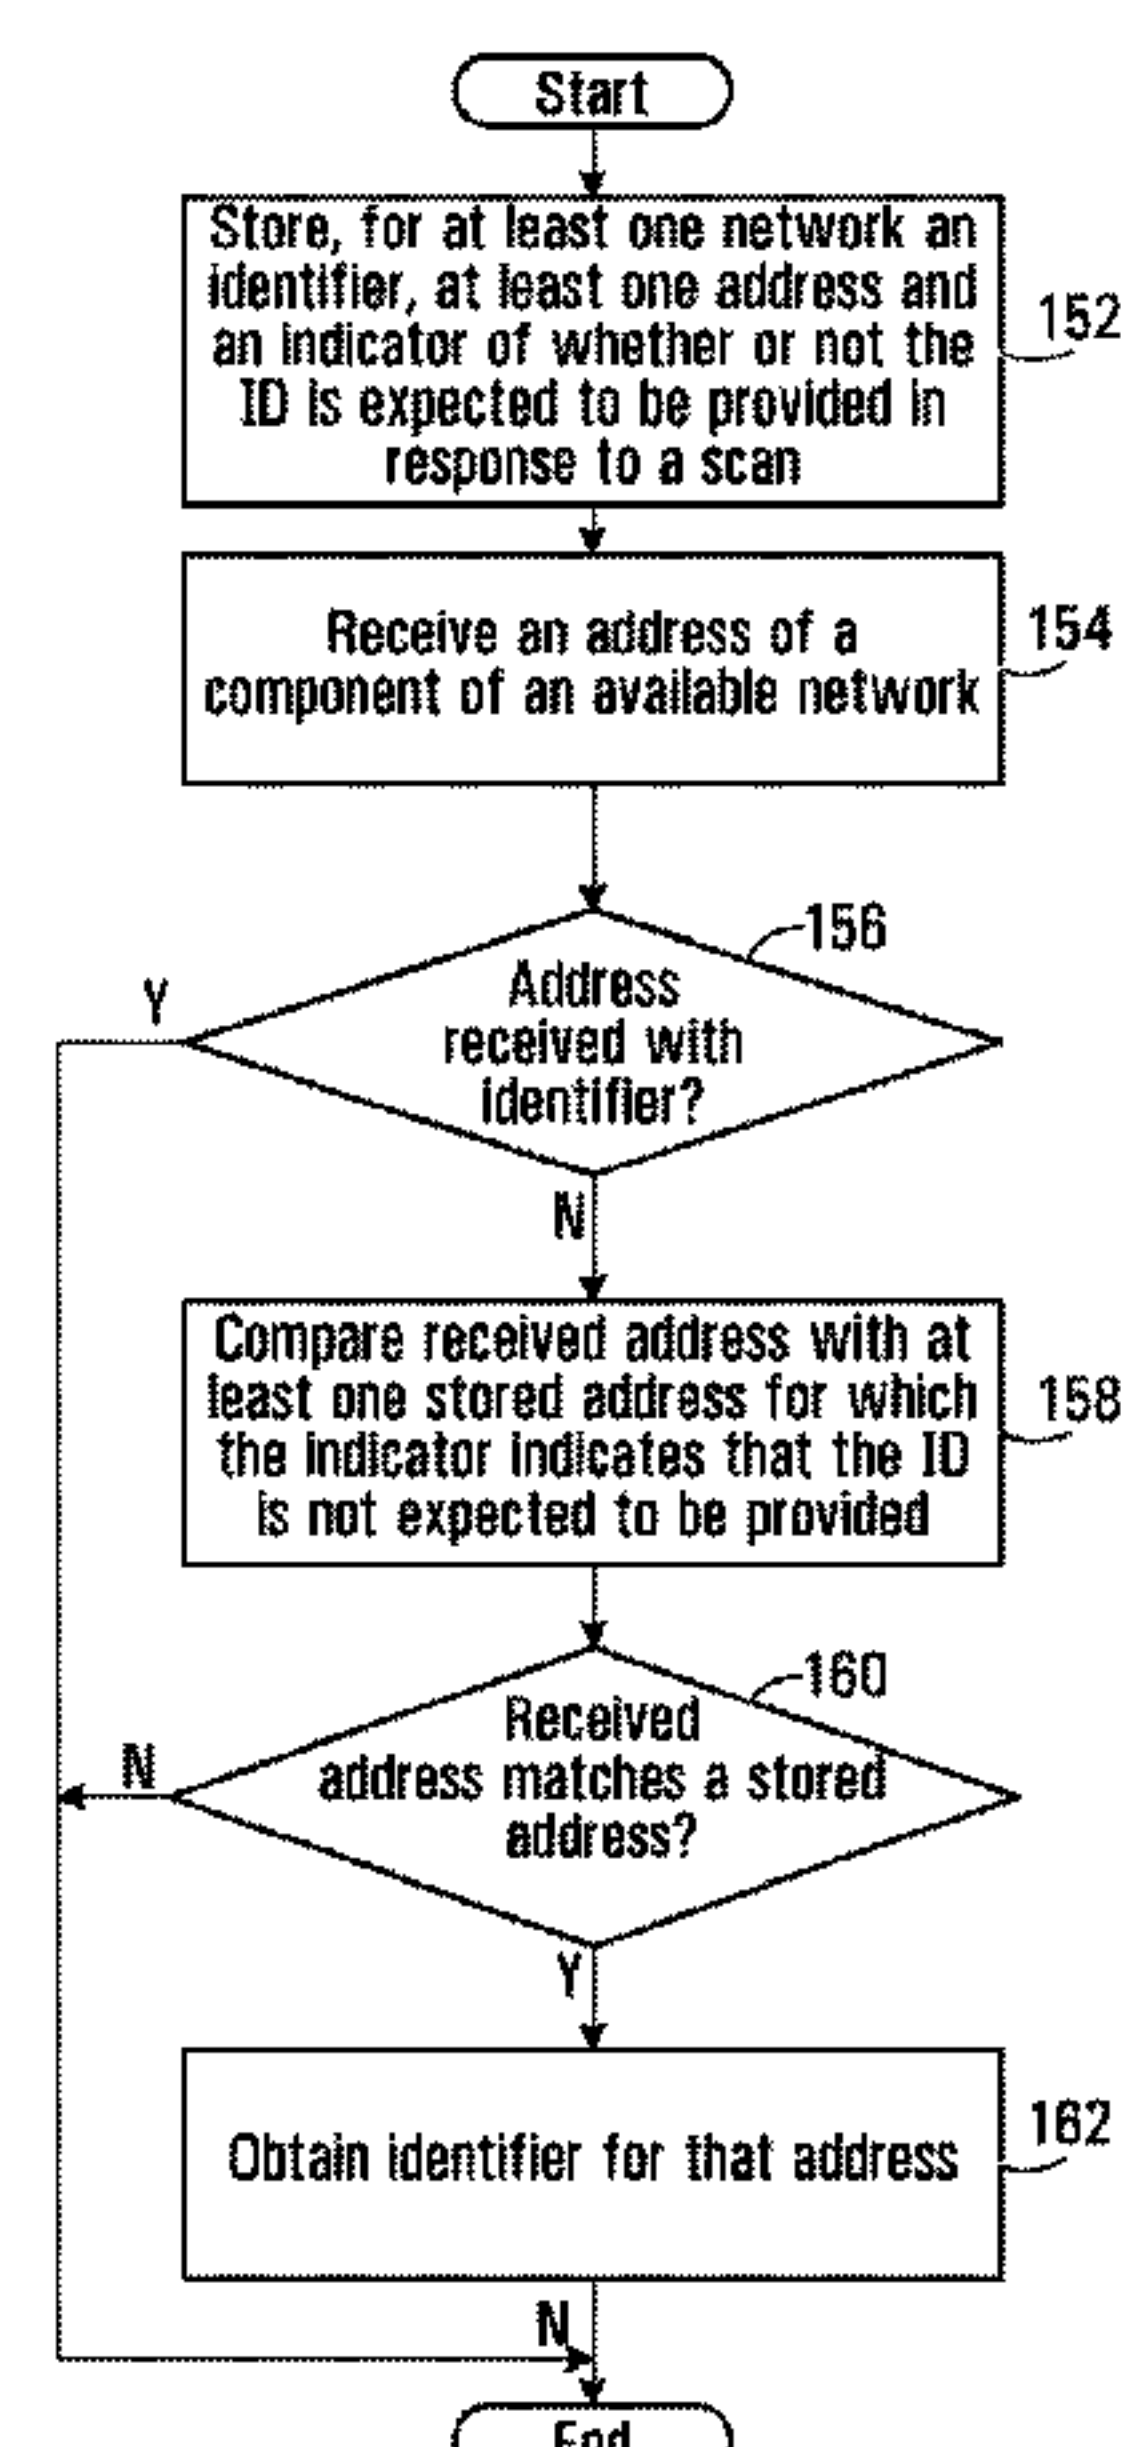 Start
Store, for at least one network an
identifier, at least one address and
an indicator of whether or not the
ID is expected to be provided in
response to a scan
152
Receive an address of a
component of an available network
154
156
Y
Address
received with
identifier?
N
Compare received address with at
least one stored address for which
the indicator indicates that the ID
is not expected to be provided
158
160
Received
address matches a stored
address?
N
Y
Obtain identifier for that address
162
N
End